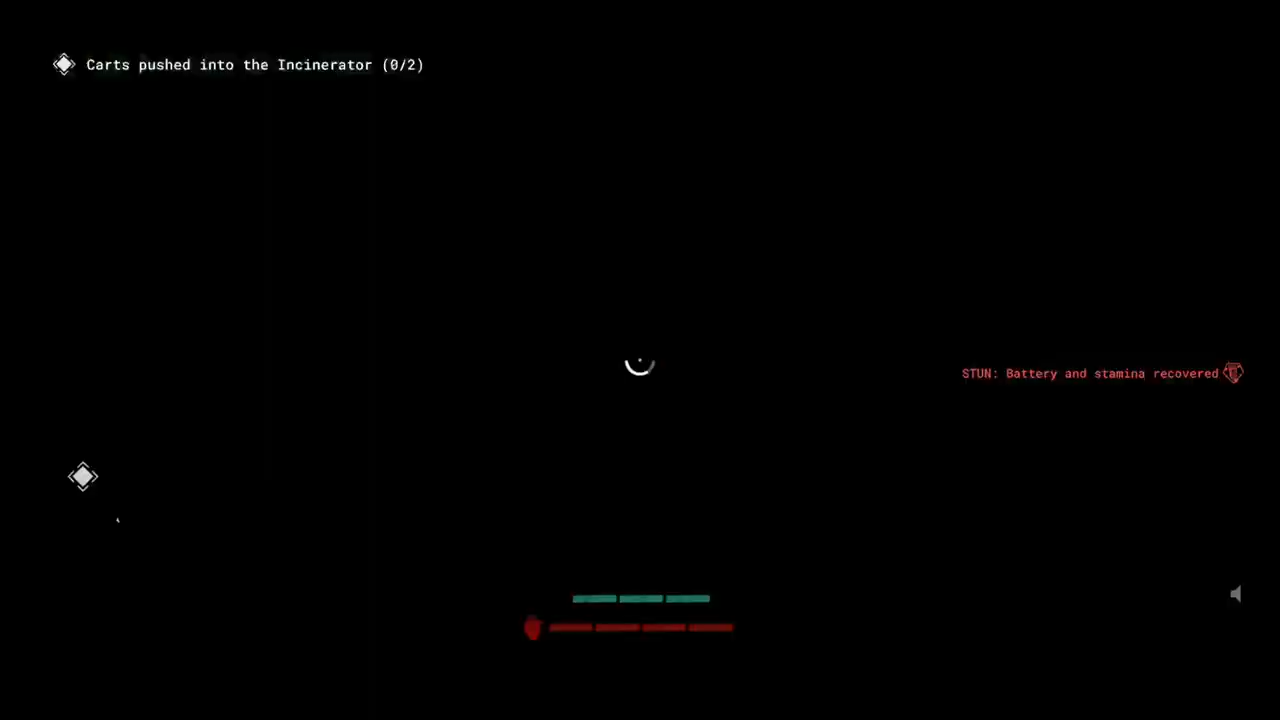 Carts pushed into the Incinerator (0/2)
STUN: Battery and stamina recovered